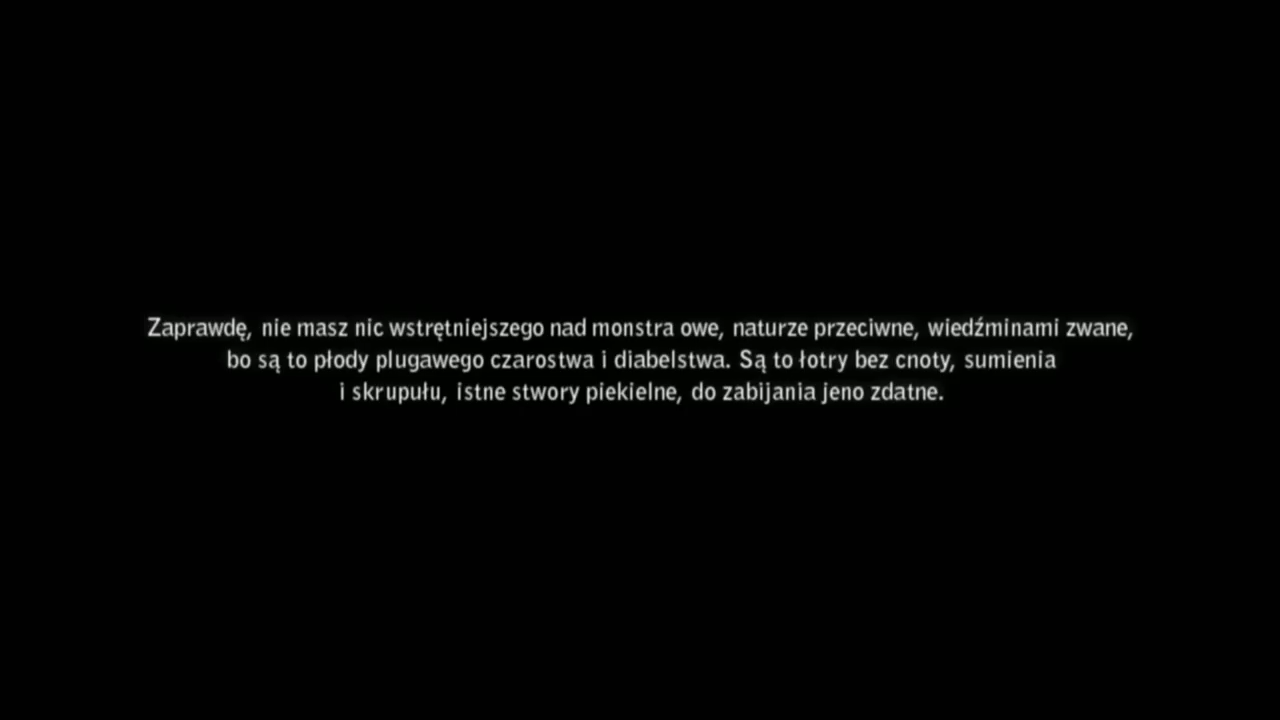 Zaprawdę, nie masz nic wstrętniejszego nad monstra owe, naturze przeciwne, wiedźminami zwane,
bo są to płody plugawego czarostwa i diabelstwa. Są to łotry bez cnoty, sumienia
i skrupułu, istne stwory piekielne, do zabijania jeno zdatne.